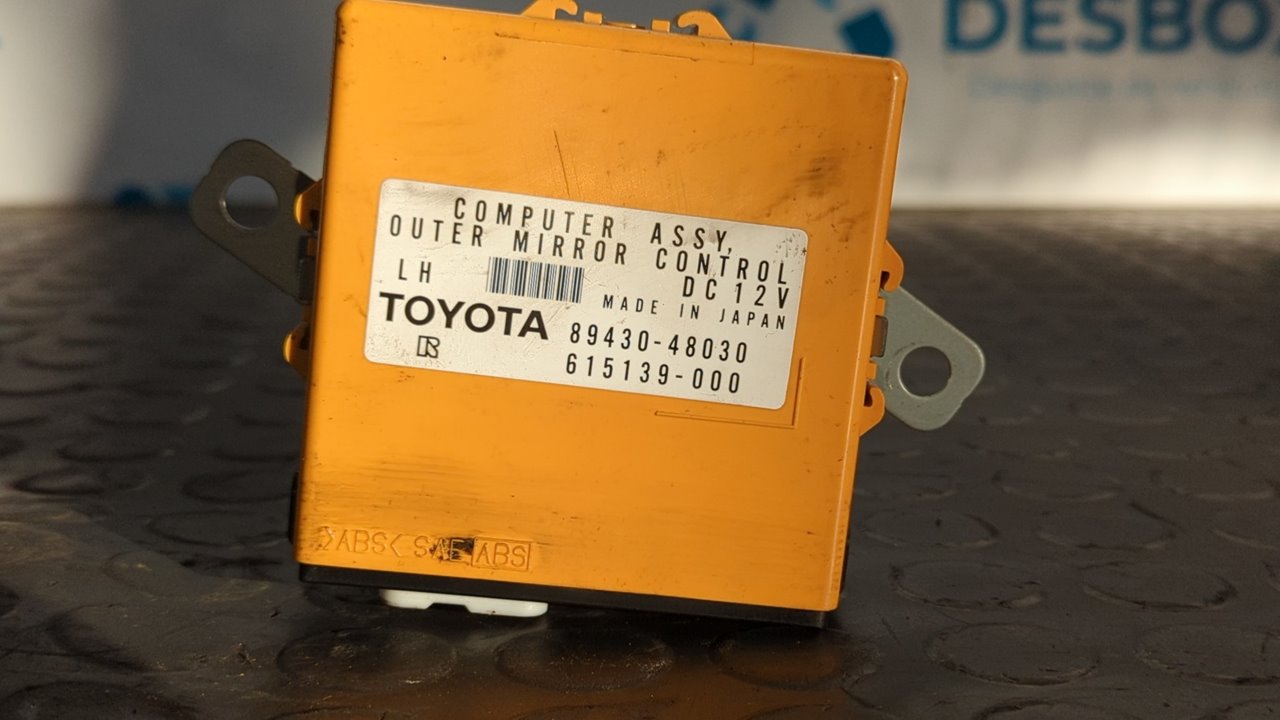 DESBO
COMPUTER ASSY,
OUTER MIRROR CONTROL
LH DC 12V
MADE IN JAPAN
TOYOTA 89430-48030
615139-000
>ABS< SAE ABS